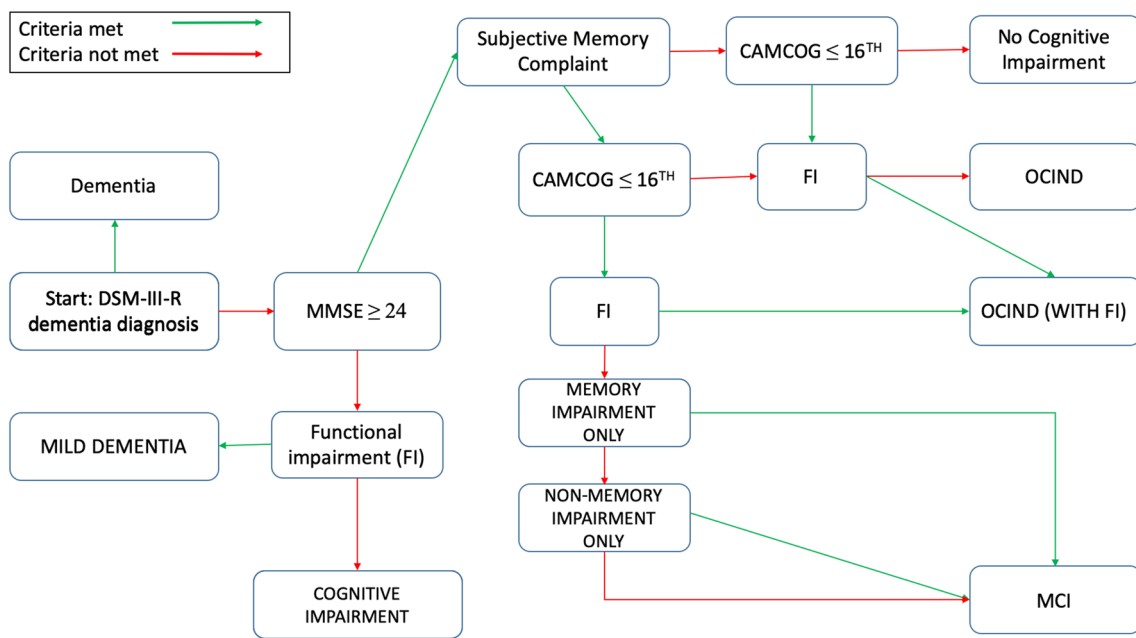 Criteria met
Criteria not met
Subjective Memory
Complaint
CAMCOG ≤ 16TH
No Cognitive
Impairment
Dementia
CAMCOG ≤ 16TH
FI
OCIND
Start: DSM-III-R
dementia diagnosis
MMSE ≥ 24
FI
OCIND (WITH FI)
MEMORY
IMPAIRMENT
ONLY
MILD DEMENTIA
Functional
impairment (FI)
NON-MEMORY
IMPAIRMENT
ONLY
COGNITIVE
IMPAIRMENT
MCI